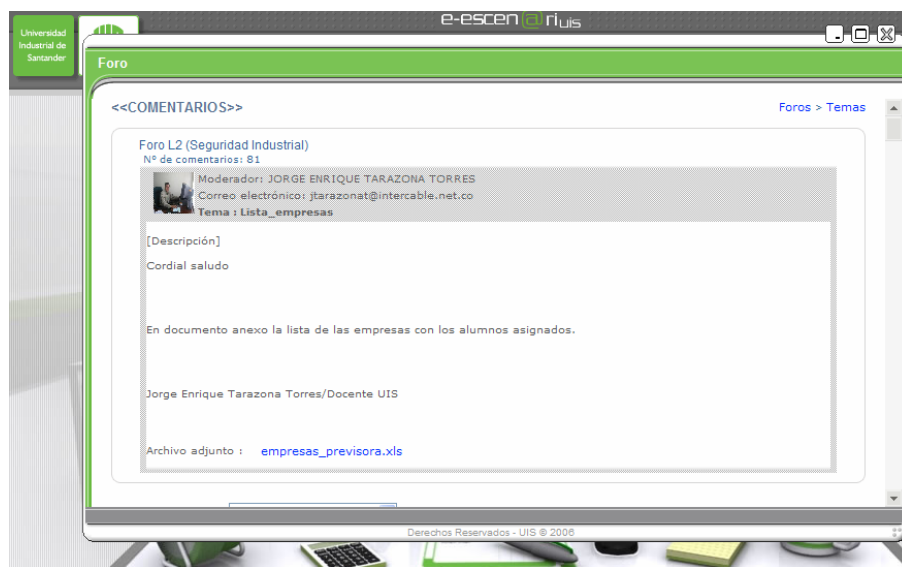 e-escen@ri uis
Universidad
Industrial de
Santander
Foro
<<COMENTARIOS>>
Foros > Temas
Foro L2 (Seguridad Industrial)
Nº de comentarios: 81
Moderador: JORGE ENRIQUE TARAZONA TORRES
Correo electrónico: jtarazonat@intercable.net.co
Tema : Lista_empresas
[Descripción]
Cordial saludo
En documento anexo la lista de las empresas con los alumnos asignados.
Jorge Enrique Tarazona Torres/Docente UIS
Archivo adjunto : empresas_previsora.xls
Derechos Reservados - UIS © 2006